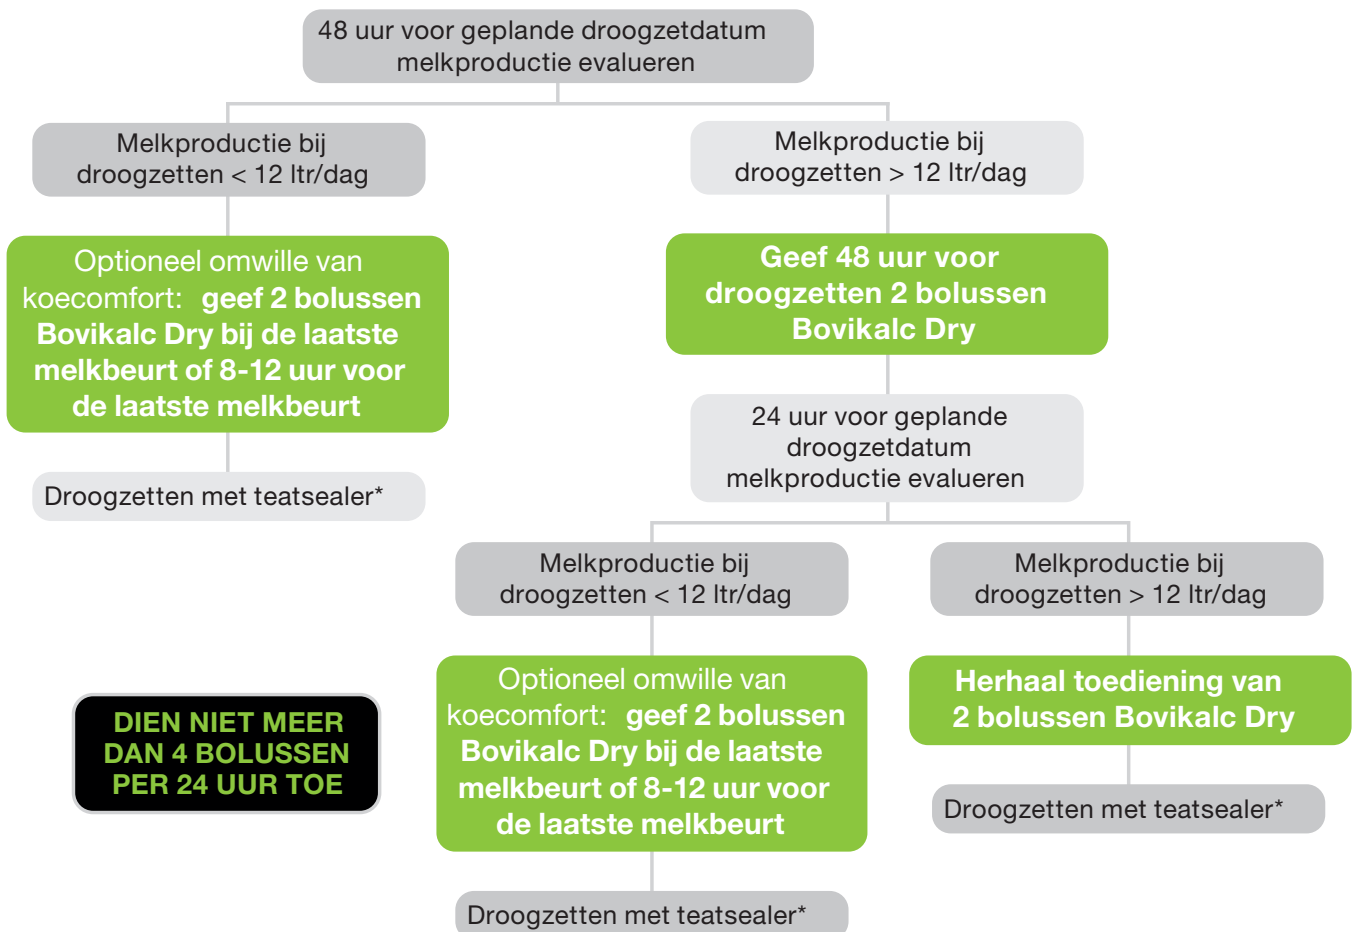 48 uur voor geplande droogzetdatum
melkproductie evalueren
Melkproductie bij
droogzetten < 12 ltr/dag
Melkproductie bij
droogzetten > 12 ltr/dag
Optioneel omwille van
koecomfort: geef 2 bolussen
Bovikalc Dry bij de laatste
melkbeurt of 8-12 uur voor
de laatste melkbeurt
Geef 48 uur voor
droogzetten 2 bolussen
Bovikalc Dry
24 uur voor geplande
droogzetdatum
melkproductie evalueren
Droogzetten met teatsealer*
Melkproductie bij
droogzetten < 12 ltr/dag
Melkproductie bij
droogzetten > 12 ltr/dag
Optioneel omwille van
koecomfort: geef 2 bolussen
Bovikalc Dry bij de laatste
melkbeurt of 8-12 uur voor
de laatste melkbeurt
Herhaal toediening van
2 bolussen Bovikalc Dry
DIEN NIET MEER
DAN 4 BOLUSSEN
PER 24 UUR TOE
Droogzetten met teatsealer*
Droogzetten met teatsealer*